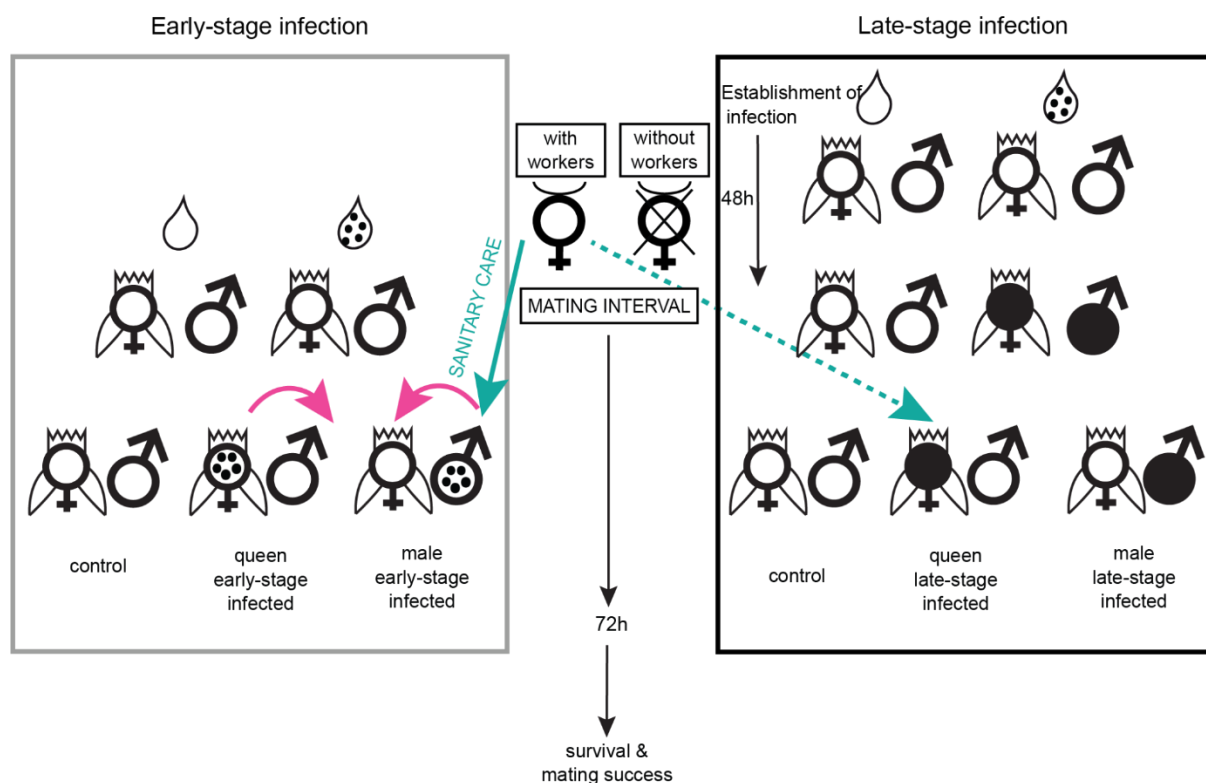 Early-stage infection
Late-stage infection
Establishment of
infection
48h
with
workers
without
workers
SANITARY CARE
MATING INTERVAL
control
queen
early-stage
infected
male
early-stage
infected
control
queen
late-stage
infected
male
late-stage
infected
72h
survival &
mating success